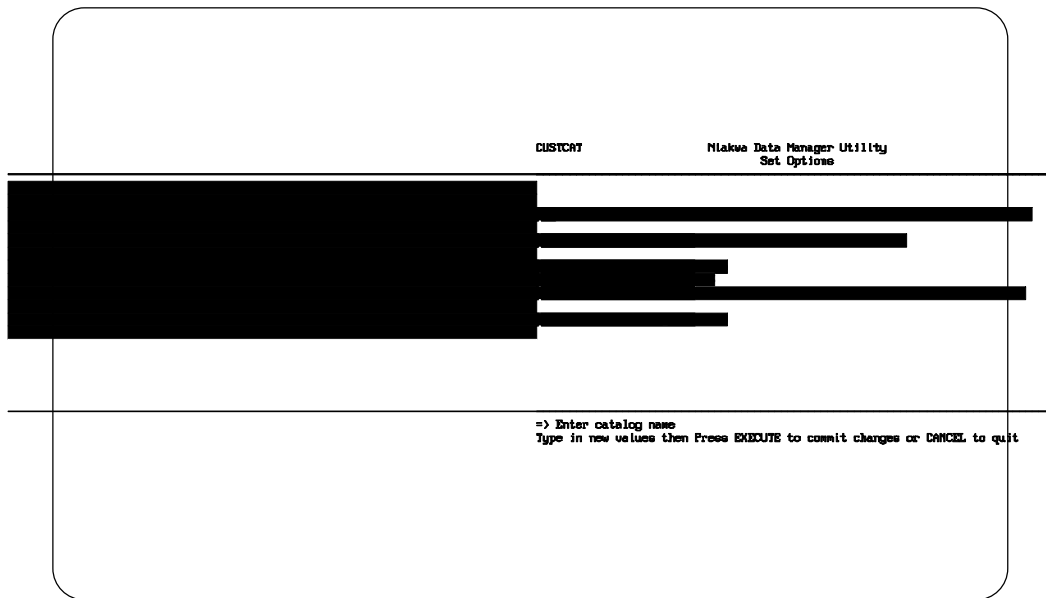 CUSTCAT Niakwa Data Manager Utility
Set Options
=> Enter catalog name
Type in new values then Press EXECUTE to commit changes or CANCEL to quit